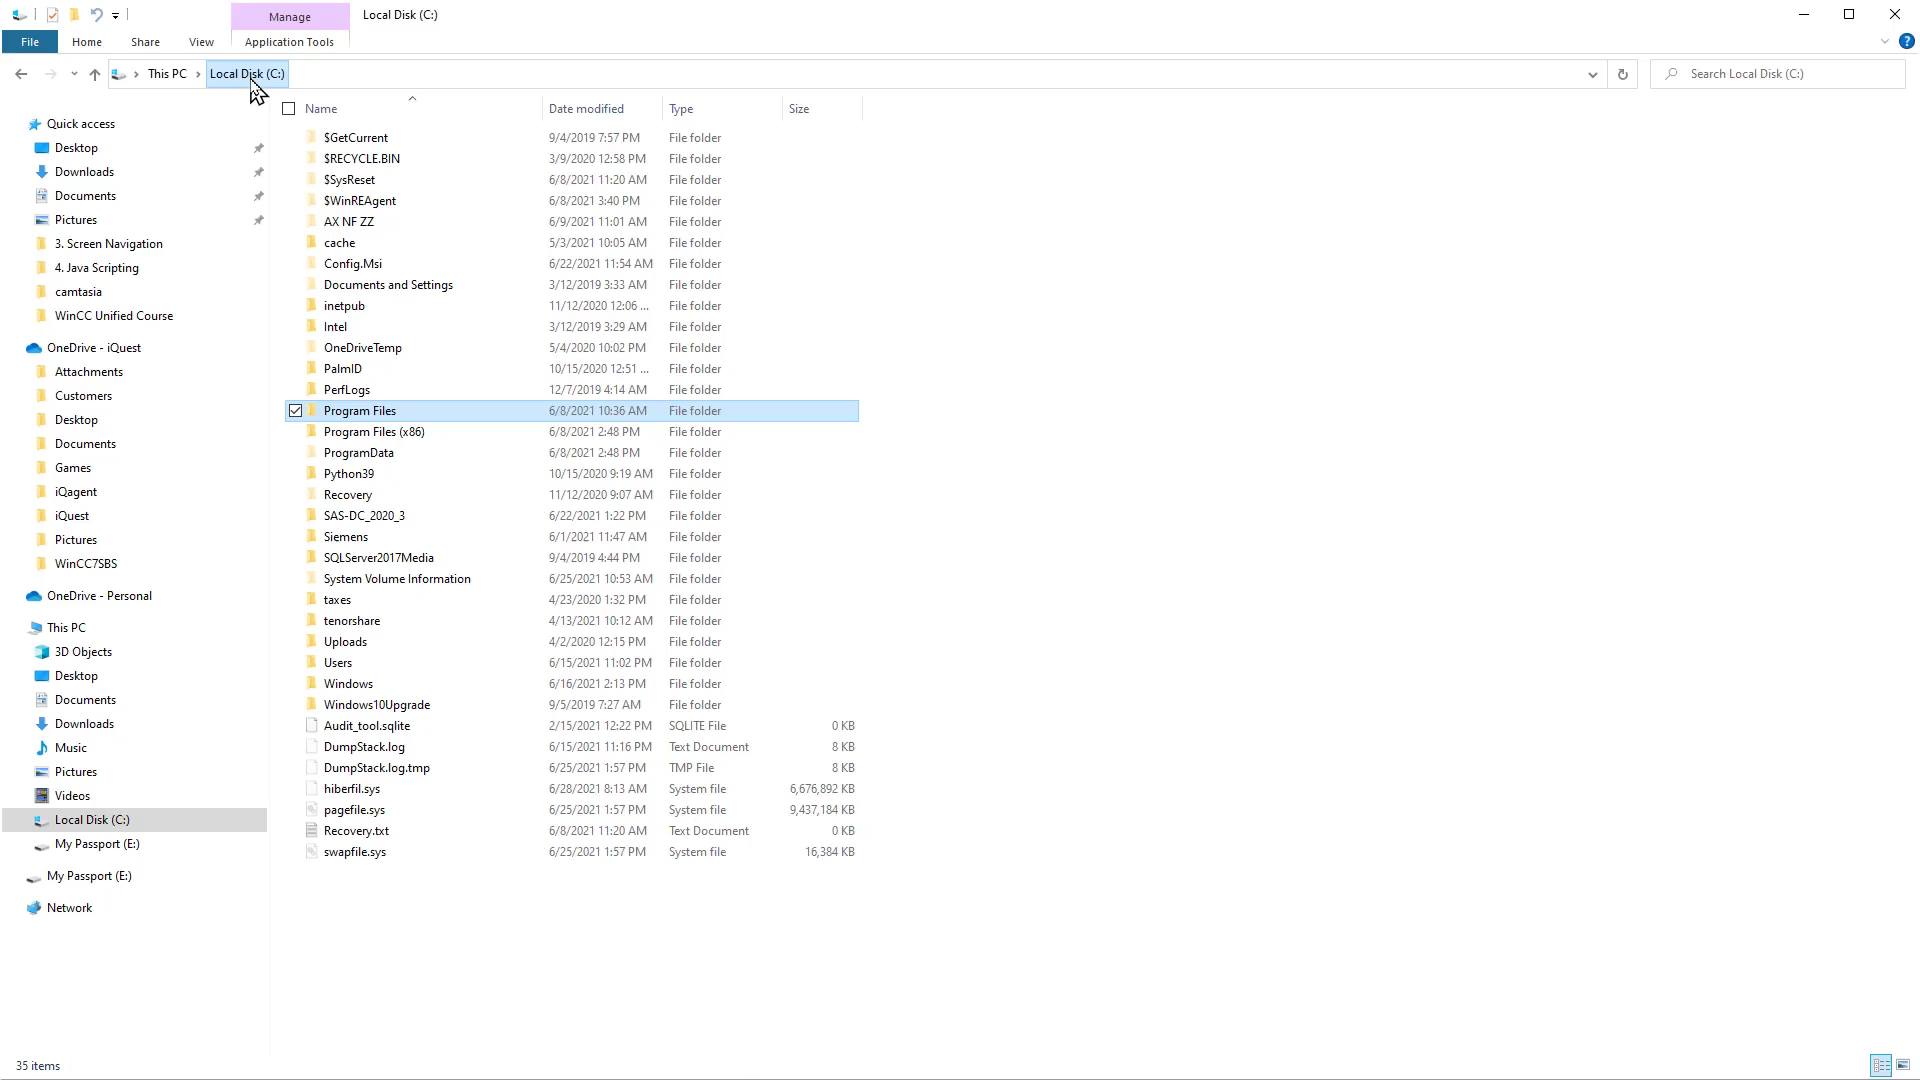 Manage
Local Disk (C:)
File
Home
Share
View
Application Tools
?
This PC
Local Disk (C:)
Search Local Disk (C:)
Name
Date modified
Type
Size
Quick access
Desktop
Downloads
Documents
Pictures
3. Screen Navigation
4. Java Scripting
camtasia
WinCC Unified Course
OneDrive - iQuest
Attachments
Customers
Desktop
Documents
Games
iQagent
iQuest
Pictures
WinCC7SBS
OneDrive - Personal
This PC
3D Objects
Desktop
Documents
Downloads
Music
Pictures
Videos
Local Disk (C:)
My Passport (E:)
My Passport (E:)
Network
$GetCurrent 9/4/2019 7:57 PM File folder
$RECYCLE.BIN 3/9/2020 12:58 PM File folder
$SysReset 6/8/2021 11:20 AM File folder
$WinREAgent 6/8/2021 3:40 PM File folder
AX NF ZZ 6/9/2021 11:01 AM File folder
cache 5/3/2021 10:05 AM File folder
Config.Msi 6/22/2021 11:54 AM File folder
Documents and Settings 3/12/2019 3:33 AM File folder
inetpub 11/12/2020 12:06 ... File folder
Intel 3/12/2019 3:29 AM File folder
OneDriveTemp 5/4/2020 10:02 PM File folder
PalmID 10/15/2020 12:51 ... File folder
PerfLogs 12/7/2019 4:14 AM File folder
Program Files 6/8/2021 10:36 AM File folder
Program Files (x86) 6/8/2021 2:48 PM File folder
ProgramData 6/8/2021 2:48 PM File folder
Python39 10/15/2020 9:19 AM File folder
Recovery 11/12/2020 9:07 AM File folder
SAS-DC_2020_3 6/22/2021 1:22 PM File folder
Siemens 6/1/2021 11:47 AM File folder
SQLServer2017Media 9/4/2019 4:44 PM File folder
System Volume Information 6/25/2021 10:53 AM File folder
taxes 4/23/2020 1:32 PM File folder
tenorshare 4/13/2021 10:12 AM File folder
Uploads 4/2/2020 12:15 PM File folder
Users 6/15/2021 11:02 PM File folder
Windows 6/16/2021 2:13 PM File folder
Windows10Upgrade 9/5/2019 7:27 AM File folder
Audit_tool.sqlite 2/15/2021 12:22 PM SQLITE File 0 KB
DumpStack.log 6/15/2021 11:16 PM Text Document 8 KB
DumpStack.log.tmp 6/25/2021 1:57 PM TMP File 8 KB
hiberfil.sys 6/28/2021 8:13 AM System file 6,676,892 KB
pagefile.sys 6/25/2021 1:57 PM System file 9,437,184 KB
Recovery.txt 6/8/2021 11:20 AM Text Document 0 KB
swapfile.sys 6/25/2021 1:57 PM System file 16,384 KB
35 items